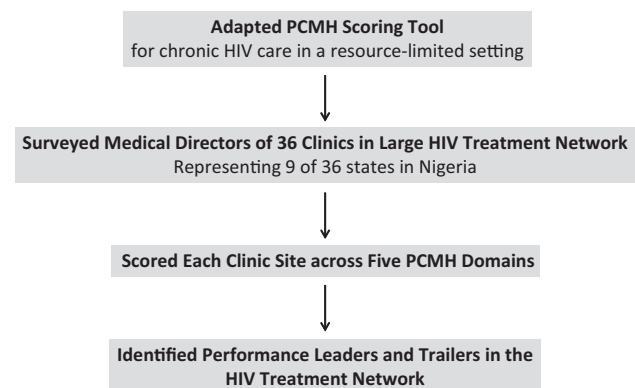 Adapted PCMH Scoring Tool
for chronic HIV care in a resource-limited setting
Surveyed Medical Directors of 36 Clinics in Large HIV Treatment Network
Representing 9 of 36 states in Nigeria
Scored Each Clinic Site across Five PCMH Domains
Identified Performance Leaders and Trailers in the
HIV Treatment Network